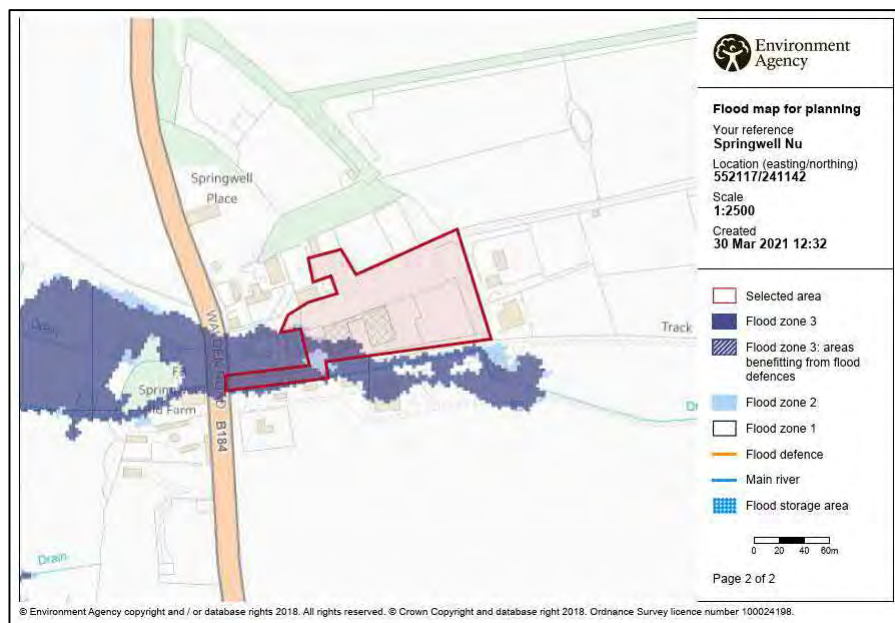 Environment
Agency
Flood map for planning
Your reference
Springwell Nu
Location (easting/northing)
552117/241142
Scale
1:2500
Created
30 Mar 2021 12:32
Selected area
Flood zone 3
Flood zone 3: areas
benefitting from flood
defences
Flood zone 2
Flood zone 1
Flood defence
Main river
Flood storage area
0 20 40 60m
Page 2 of 2
Springwell
Place
Track
Drain
WALDEN ROAD B184
Farm
Drain
© Environment Agency copyright and / or database rights 2018. All rights reserved. © Crown Copyright and database right 2018. Ordnance Survey licence number 100024198.